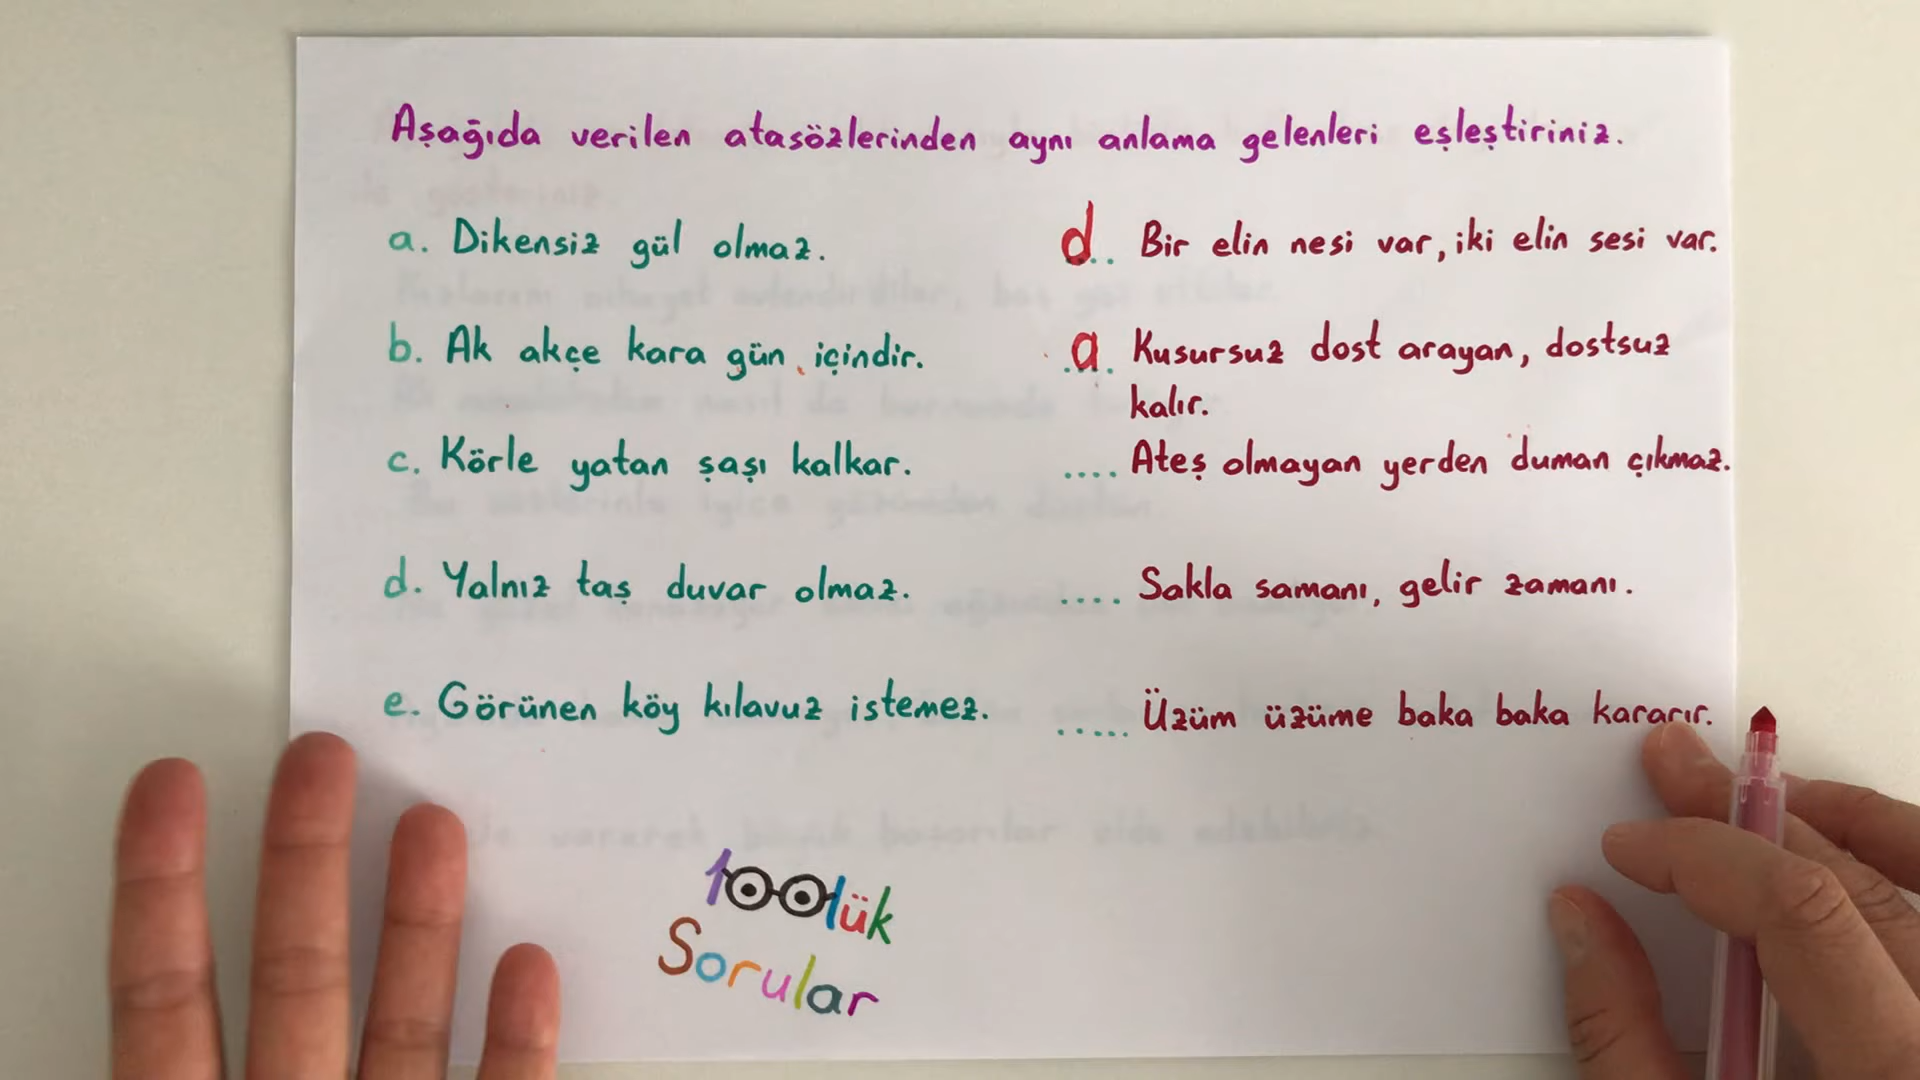 Aşağıda verilen atasözlerinden aynı anlama gelenleri eşleştiriniz.
a. Dikensiz gül olmaz.
b. Ak akçe kara gün içindir.
c. Körle yatan şaşı kalkar.
d. Yalnız taş duvar olmaz.
e. Görünen köy kılavuz istemez.
d.. Bir elin nesi var, iki elin sesi var.
.a. Kusursuz dost arayan, dostsuz
kalır.
.... Ateş olmayan yerden duman çıkmaz.
.... Sakla samanı, gelir zamanı.
..... Üzüm üzüme baka baka kararır.
100lük
Sorular